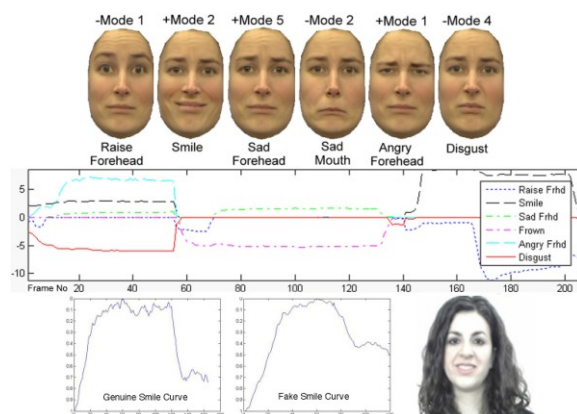 -Mode 1 +Mode 2 +Mode 5 -Mode 2 +Mode 1 -Mode 4
Raise Forehead
Smile
Sad Forehead
Sad Mouth
Angry Forehead
Disgust
5
0
-5
-10
Raise Frhd
Smile
Sad Frhd
Frown
Angry Frhd
Disgust
Frame No 20 40 60 80 100 120 140 160 180 200
Genuine Smile Curve
Fake Smile Curve